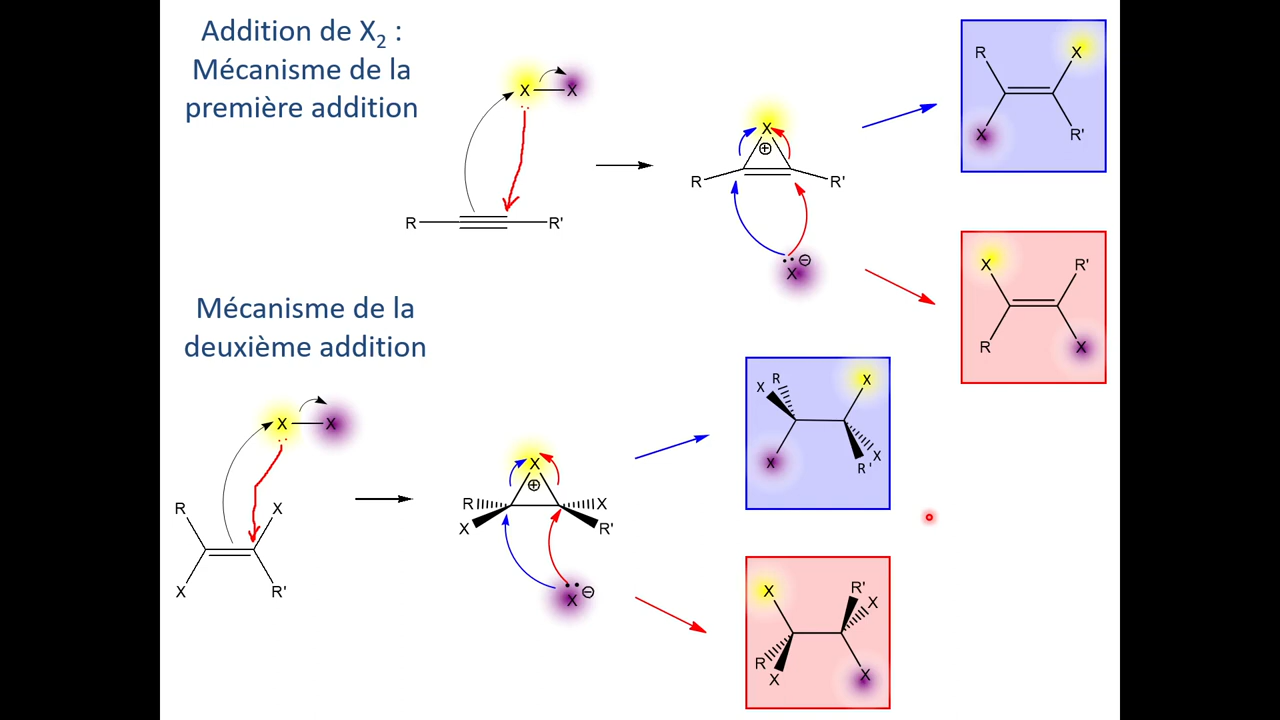 Addition de X2 :
Mécanisme de la
première addition
X X
R R'
X
⊕
R R'
X ⊖
R X
X R'
X R'
R X
Mécanisme de la
deuxième addition
X X
R X
X R'
X
⊕
R X
X R'
X ⊖
X R X
X X R'
X R' X
R X X